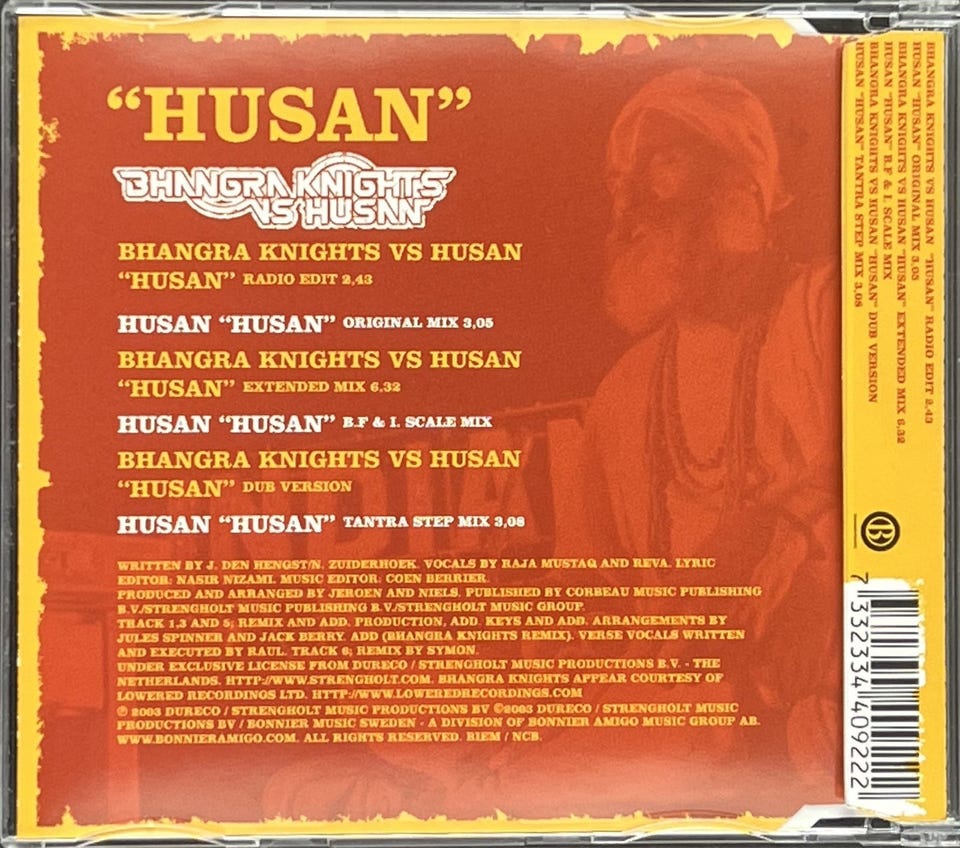 “HUSAN”
BHANGRA KNIGHTS
VS HUSAN
BHANGRA KNIGHTS VS HUSAN
“HUSAN” RADIO EDIT 2,43
HUSAN “HUSAN” ORIGINAL MIX 3,05
BHANGRA KNIGHTS VS HUSAN
“HUSAN” EXTENDED MIX 6,32
HUSAN “HUSAN” B.F & I. SCALE MIX
BHANGRA KNIGHTS VS HUSAN
“HUSAN” DUB VERSION
HUSAN “HUSAN” TANTRA STEP MIX 3,08
WRITTEN BY J. DEN HENGST/N. ZUIDERHOEK. VOCALS BY RAJA MUSTAQ AND REVA. LYRIC
EDITOR: NASIR NIZAMI. MUSIC EDITOR: COEN BERRIER.
PRODUCED AND ARRANGED BY JEROEN AND NIELS. PUBLISHED BY CORBEAU MUSIC PUBLISHING
B.V/STRENGHOLT MUSIC PUBLISHING B.V/STRENGHOLT MUSIC GROUP.
TRACK 1,3 AND 5; REMIX AND ADD. PRODUCTION, ADD. KEYS AND ADD. ARRANGEMENTS BY
JULES SPINNER AND JACK BERRY. ADD (BHANGRA KNIGHTS REMIX). VERSE VOCALS WRITTEN
AND EXECUTED BY RAUL. TRACK 6; REMIX BY SYMON.
UNDER EXCLUSIVE LICENSE FROM DURECO / STRENGHOLT MUSIC PRODUCTIONS B.V. - THE
NETHERLANDS. HTTP://WWW.STRENGHOLT.COM. BHANGRA KNIGHTS APPEAR COURTESY OF
LOWERED RECORDINGS LTD. HTTP://WWW.LOWEREDRECORDINGS.COM
℗ 2003 DURECO / STRENGHOLT MUSIC PRODUCTIONS BV ©2003 DURECO / STRENGHOLT MUSIC
PRODUCTIONS BV / BONNIER MUSIC SWEDEN - A DIVISION OF BONNIER AMIGO MUSIC GROUP AB.
WWW.BONNIERAMIGO.COM. ALL RIGHTS RESERVED. BIEM / NCB.
BHANGRA KNIGHTS VS HUSAN "HUSAN" RADIO EDIT 2,43
HUSAN "HUSAN" ORIGINAL MIX 3,05
BHANGRA KNIGHTS VS HUSAN "HUSAN" EXTENDED MIX 6,32
HUSAN "HUSAN" B.F & I. SCALE MIX
BHANGRA KNIGHTS VS HUSAN "HUSAN" DUB VERSION
HUSAN "HUSAN" TANTRA STEP MIX 3,08
B
7 332334 409222